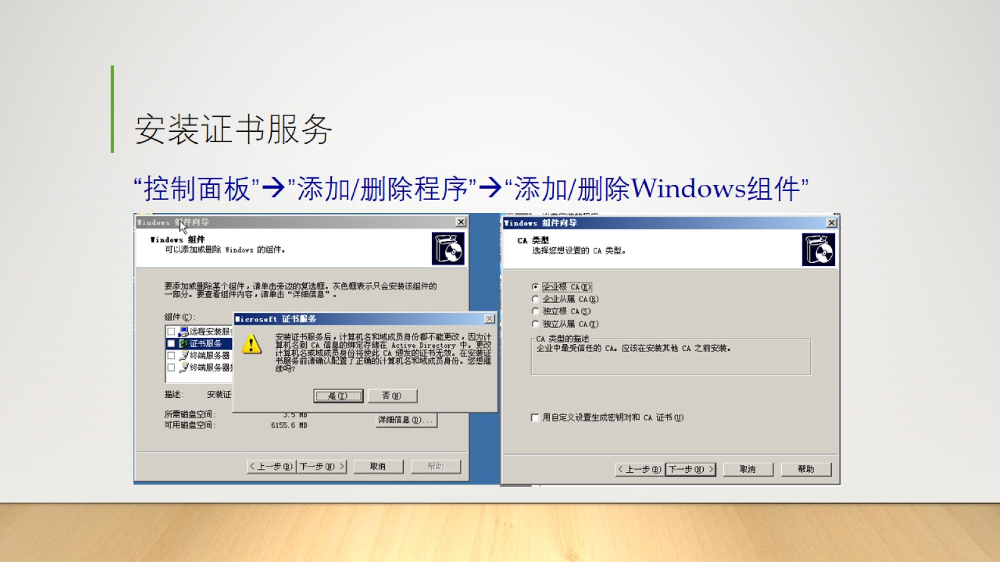 安装证书服务
“控制面板”→”添加/删除程序”→“添加/删除Windows组件”
Windows 组件向导
Windows 组件
可以添加或删除 Windows 的组件。
要添加或删除某个组件，请单击旁边的复选框。灰色框表示只会安装该组件的
一部分。要查看组件内容，请单击“详细信息”。
组件(C):
远程安装服
证书服务
终端服务器
终端服务器
描述: 安装证
所需磁盘空间: 3.5 MB
可用磁盘空间: 6155.6 MB
详细信息(D)...
< 上一步(B) 下一步(N) > 取消 帮助
Microsoft 证书服务
安装证书服务后，计算机名和域成员身份都不能更改，因为计
算机名到 CA 信息的绑定存储在 Active Directory 中。更改
计算机名或域成员身份将使此 CA 颁发的证书无效。在安装证
书服务前请确认配置了正确的计算机名和域成员身份。您想继
续吗?
是(Y) 否(N)
Windows 组件向导
CA 类型
选择您想设置的 CA 类型。
企业根 CA(E)
企业从属 CA(R)
独立根 CA(S)
独立从属 CA(T)
CA 类型的描述
企业中最受信任的 CA。应该在安装其他 CA 之前安装。
用自定义设置生成密钥对和 CA 证书(U)
< 上一步(B) 下一步(N) > 取消 帮助